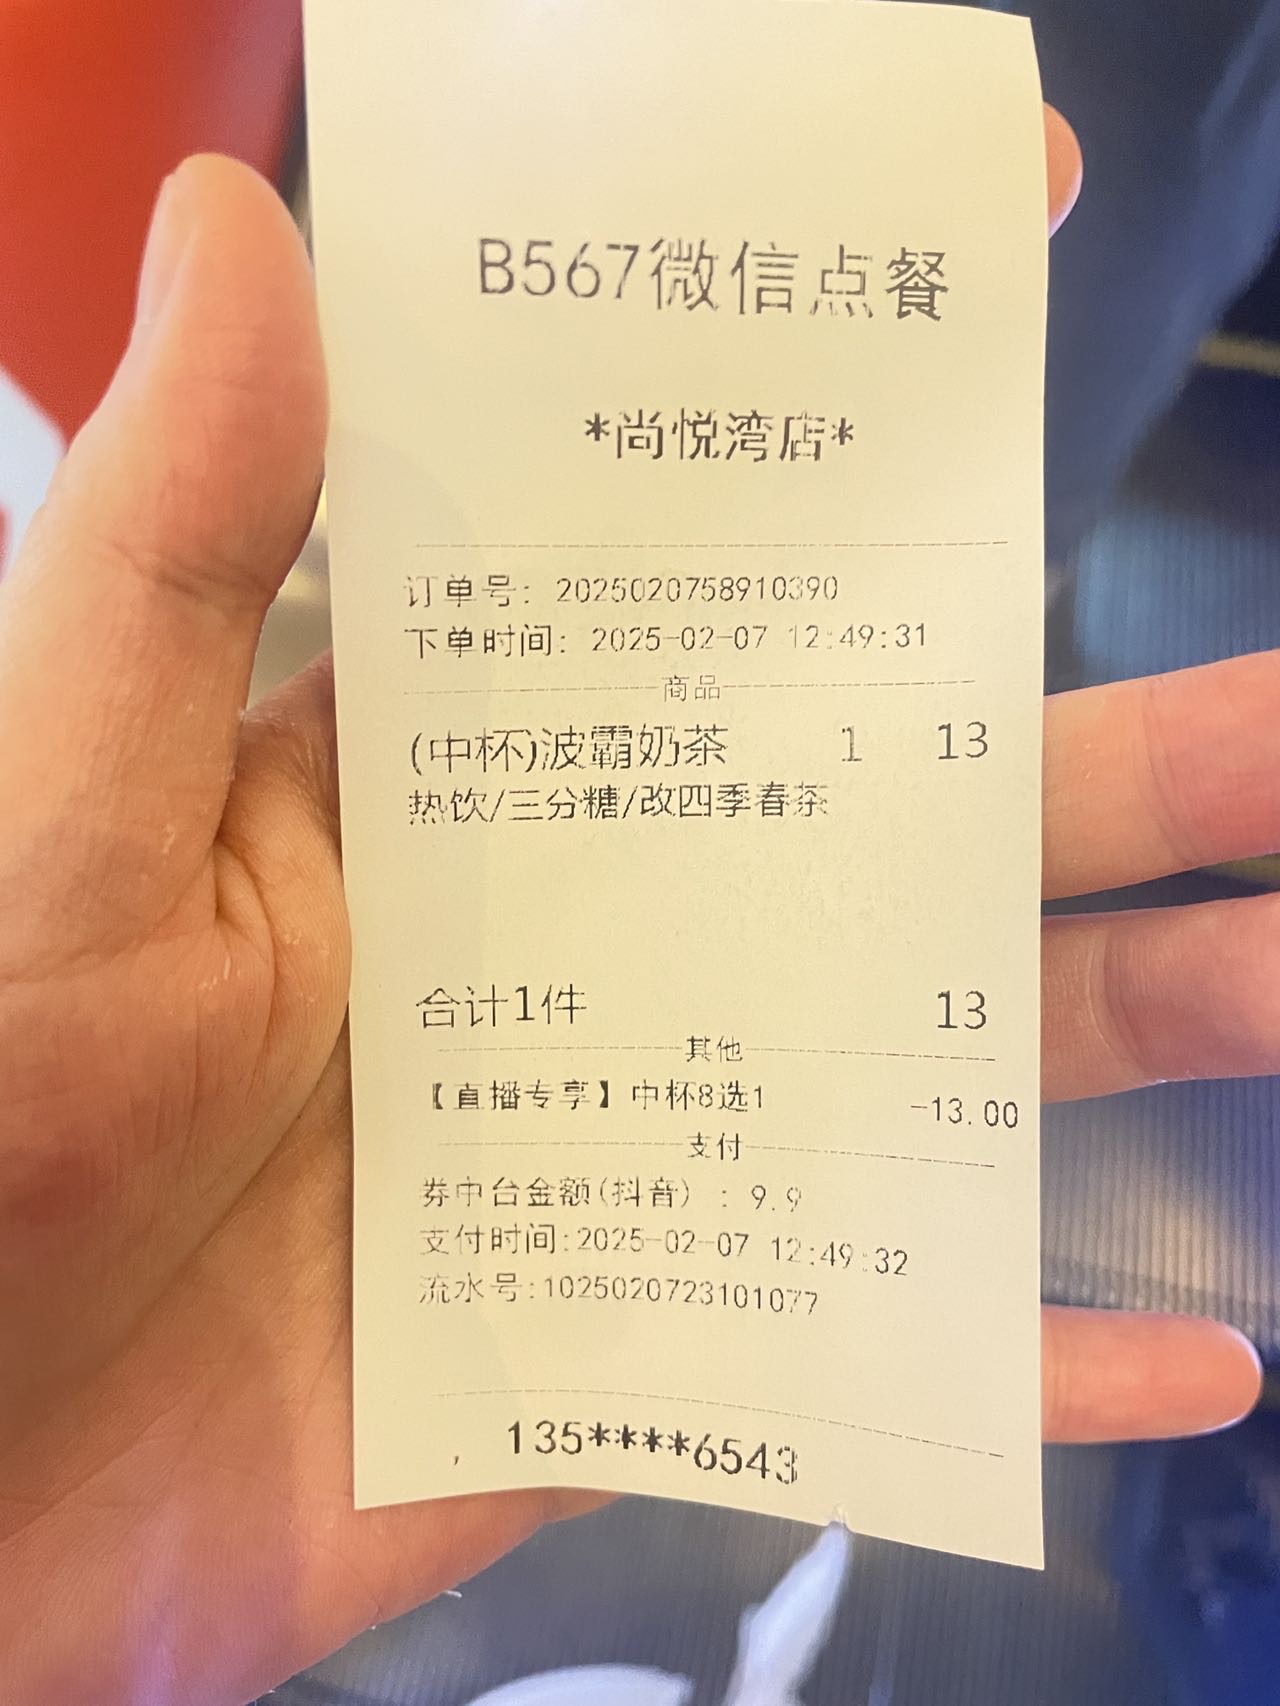 B567微信点餐
*尚悦湾店*
订单号: 2025020758910390
下单时间: 2025-02-07 12:49:31
商品
(中杯)波霸奶茶 1 13
热饮/三分糖/改四季春茶
合计1件 13
其他
【直播专享】中杯8选1 -13.00
支付
券中台金额(抖音) : 9.9
支付时间:2025-02-07 12:49:32
流水号:1025020723101077
135****6543